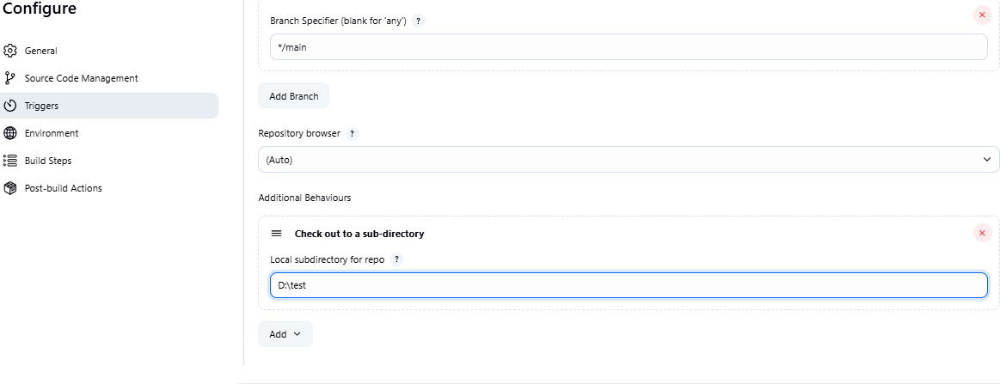 Configure
General
Source Code Management
Triggers
Environment
Build Steps
Post-build Actions
Branch Specifier (blank for 'any') ?
*/main
Add Branch
Repository browser ?
(Auto)
Additional Behaviours
Check out to a sub-directory
Local subdirectory for repo ?
D:\test
Add